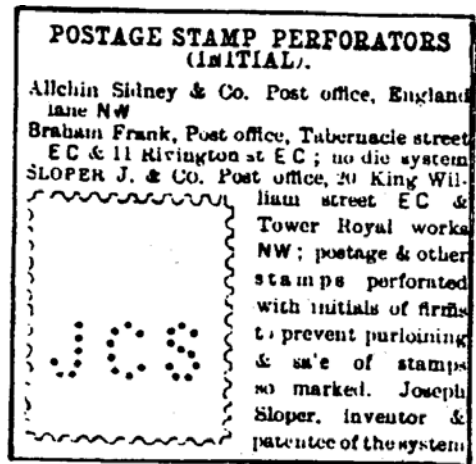 POSTAGE STAMP PERFORATORS
(INITIAL).
Allchin Sidney & Co. Post office, England
lane NW
Braham Frank, Post office, Tabernacle street
EC & 11 Rivington st EC; no die system
SLOPER J. & Co. Post office, 20 King Wil-
liam street EC &
Tower Royal works
NW; postage & other
stamps perforated
with initials of firms
to prevent purloining
& sale of stamps
so marked. Joseph
Sloper, inventor &
patentee of the system
JCS